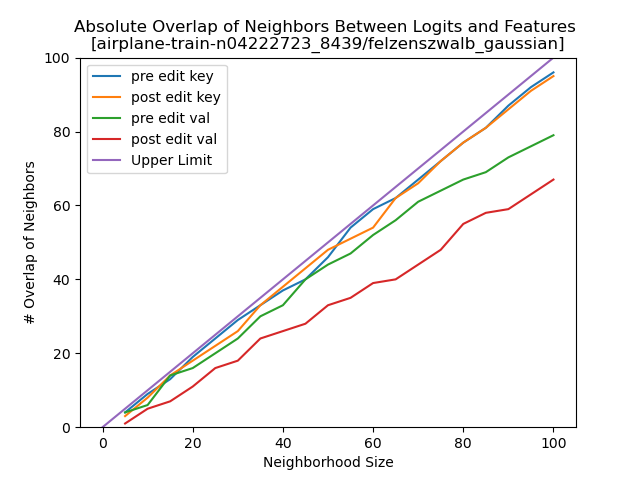 Absolute Overlap of Neighbors Between Logits and Features
[airplane-train-n04222723_8439/felzenszwalb_gaussian]
pre edit key
post edit key
pre edit val
post edit val
Upper Limit
# Overlap of Neighbors
100
80
60
40
20
0
0 20 40 60 80 100
Neighborhood Size